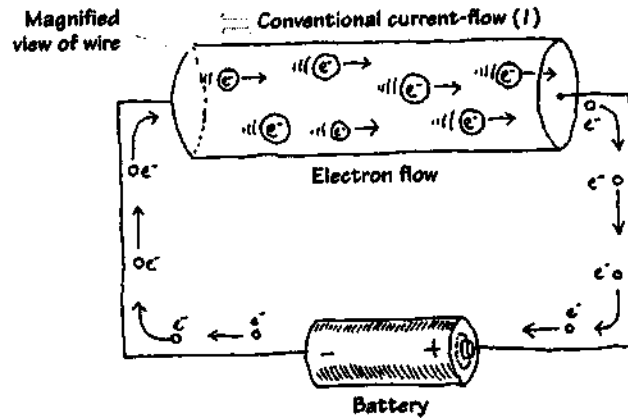 Magnified
view of wire
Conventional current-flow (I)
e⁻ e⁻ e⁻ e⁻
e⁻ e⁻ e⁻
e⁻
Electron flow
e⁻
e⁻
e⁻
e⁻
e⁻
e⁻ e⁻
e⁻
- +
Battery